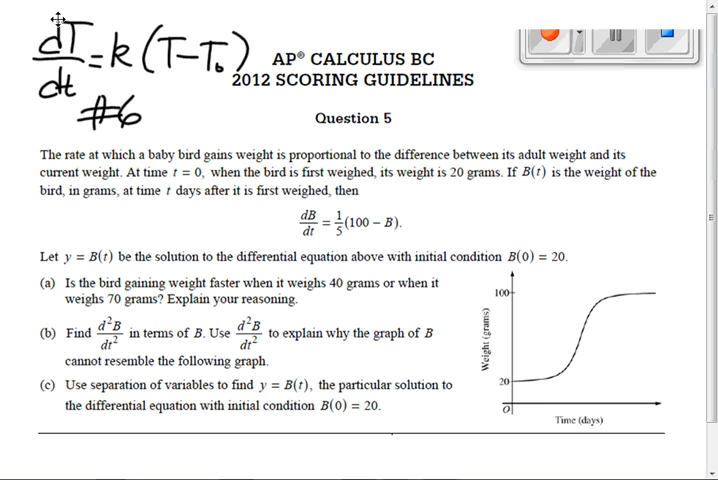 dT/dt = k(T-T₀)
#6
AP® CALCULUS BC
2012 SCORING GUIDELINES
Question 5
The rate at which a baby bird gains weight is proportional to the difference between its adult weight and its
current weight. At time t = 0, when the bird is first weighed, its weight is 20 grams. If B(t) is the weight of the
bird, in grams, at time t days after it is first weighed, then
dB/dt = 1/5(100 − B).
Let y = B(t) be the solution to the differential equation above with initial condition B(0) = 20.
(a) Is the bird gaining weight faster when it weighs 40 grams or when it
weighs 70 grams? Explain your reasoning.
(b) Find d²B/dt² in terms of B. Use d²B/dt² to explain why the graph of B
cannot resemble the following graph.
(c) Use separation of variables to find y = B(t), the particular solution to
the differential equation with initial condition B(0) = 20.
100
Weight (grams)
20
O
Time (days)